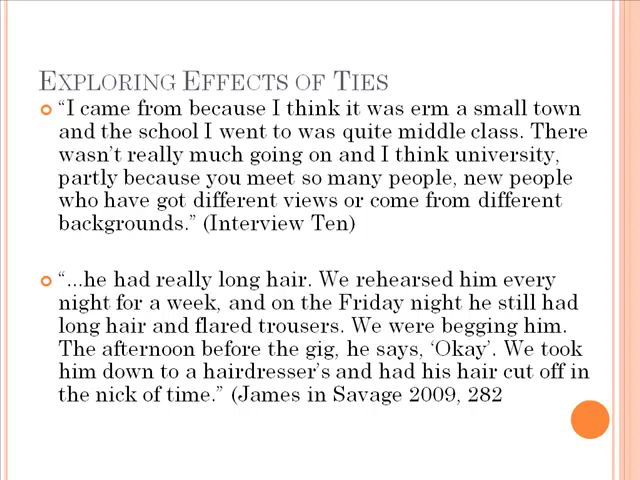 EXPLORING EFFECTS OF TIES
“I came from because I think it was erm a small town
and the school I went to was quite middle class. There
wasn’t really much going on and I think university,
partly because you meet so many people, new people
who have got different views or come from different
backgrounds.” (Interview Ten)
“...he had really long hair. We rehearsed him every
night for a week, and on the Friday night he still had
long hair and flared trousers. We were begging him.
The afternoon before the gig, he says, ‘Okay’. We took
him down to a hairdresser’s and had his hair cut off in
the nick of time.” (James in Savage 2009, 282